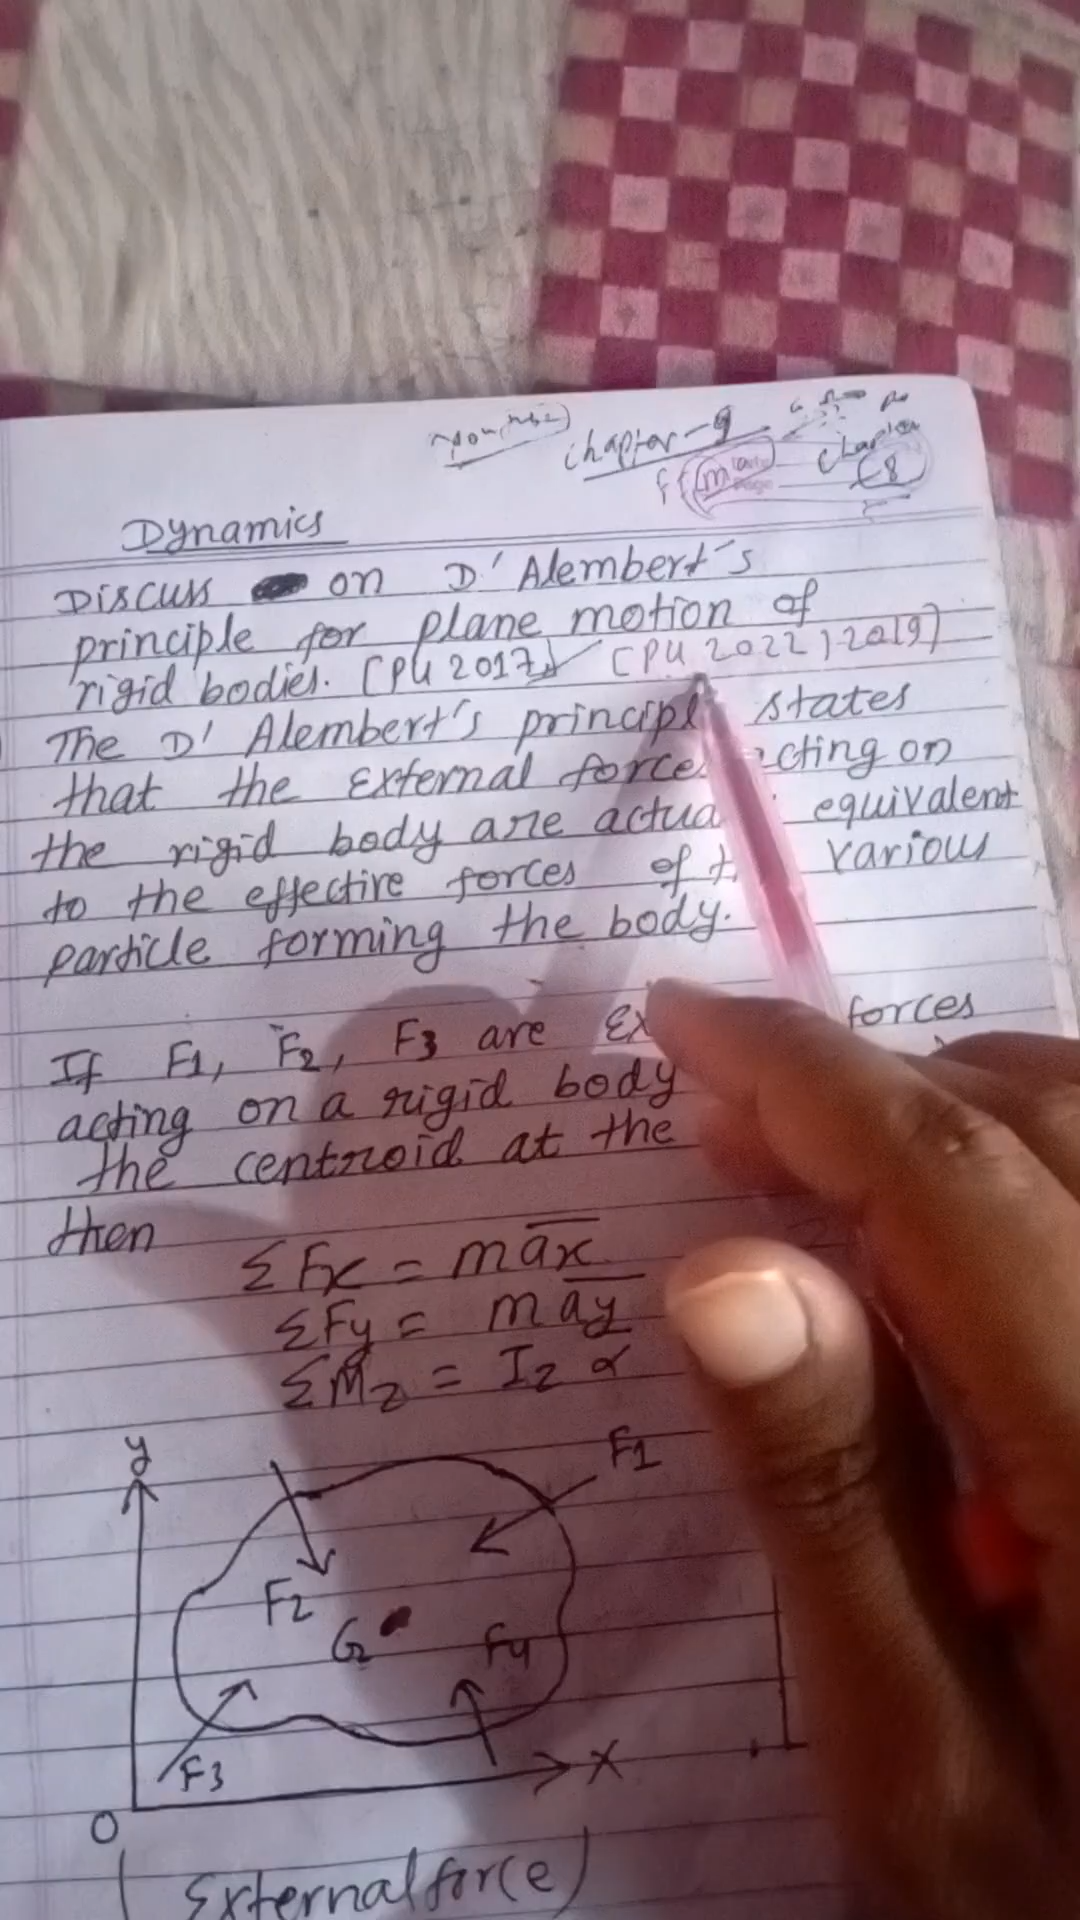 Chapter-9
Chapter
8
Dynamics
Discuss on D' Alembert's
principle for plane motion of
rigid bodies. [PU 2017] [PU 2022, 2019]
The D' Alembert's principl states
that the External force acting on
the rigid body are actua equivalent
to the effective forces of t various
particle forming the body.
If F1, F2, F3 are Ex forces
acting on a rigid body
the centroid at the
then
ΣFx = m a̅x̅
ΣFy = m a̅y̅
ΣMz = Iz α
y
F1
F2
G
F4
F3
X
O
(External force)